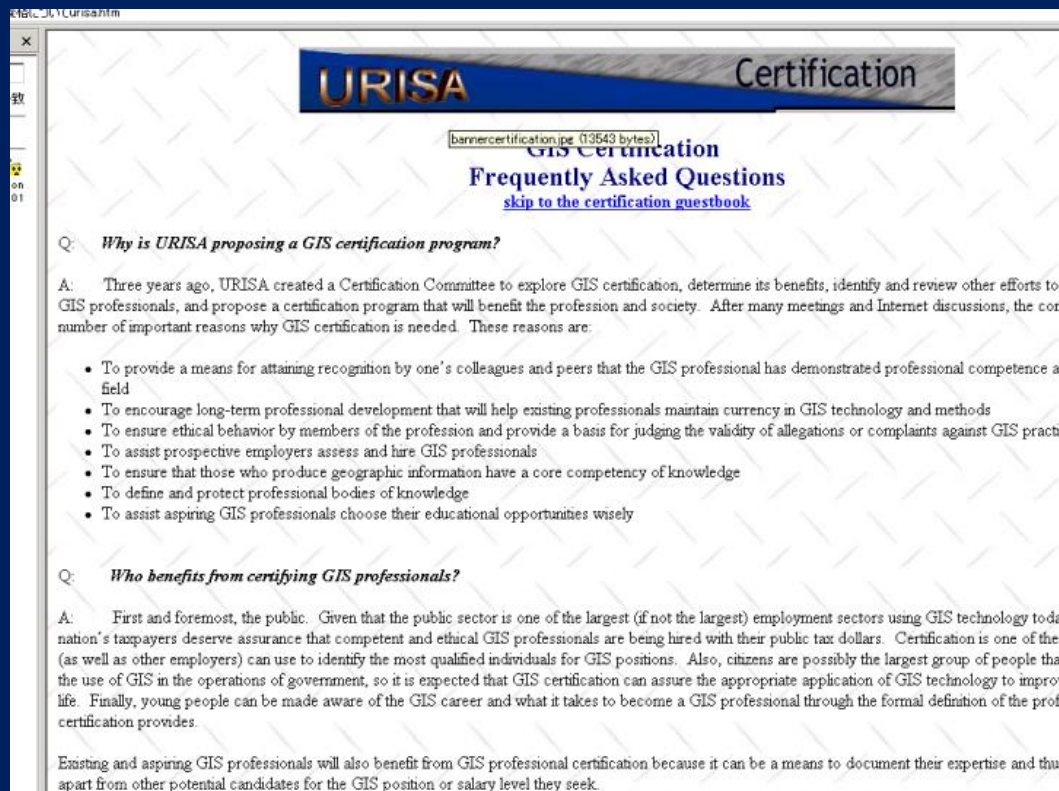 Curisa.htm
×
致
on
01
URISA Certification
bannercertification.jpg (13543 bytes)
GIS Certification
Frequently Asked Questions
skip to the certification guestbook
Q: Why is URISA proposing a GIS certification program?
A: Three years ago, URISA created a Certification Committee to explore GIS certification, determine its benefits, identify and review other efforts to
GIS professionals, and propose a certification program that will benefit the profession and society. After many meetings and Internet discussions, the
number of important reasons why GIS certification is needed. These reasons are:
• To provide a means for attaining recognition by one's colleagues and peers that the GIS professional has demonstrated professional competence
field
• To encourage long-term professional development that will help existing professionals maintain currency in GIS technology and methods
• To ensure ethical behavior by members of the profession and provide a basis for judging the validity of allegations or complaints against GIS
• To assist prospective employers assess and hire GIS professionals
• To ensure that those who produce geographic information have a core competency of knowledge
• To define and protect professional bodies of knowledge
• To assist aspiring GIS professionals choose their educational opportunities wisely
Q: Who benefits from certifying GIS professionals?
A: First and foremost, the public. Given that the public sector is one of the largest (if not the largest) employment sectors using GIS technology
nation's taxpayers deserve assurance that competent and ethical GIS professionals are being hired with their public tax dollars. Certification is one of the
(as well as other employers) can use to identify the most qualified individuals for GIS positions. Also, citizens are possibly the largest group of people
the use of GIS in the operations of government, so it is expected that GIS certification can assure the appropriate application of GIS technology to
life. Finally, young people can be made aware of the GIS career and what it takes to become a GIS professional through the formal definition of the
certification provides.
Existing and aspiring GIS professionals will also benefit from GIS professional certification because it can be a means to document their expertise and
apart from other potential candidates for the GIS position or salary level they seek.